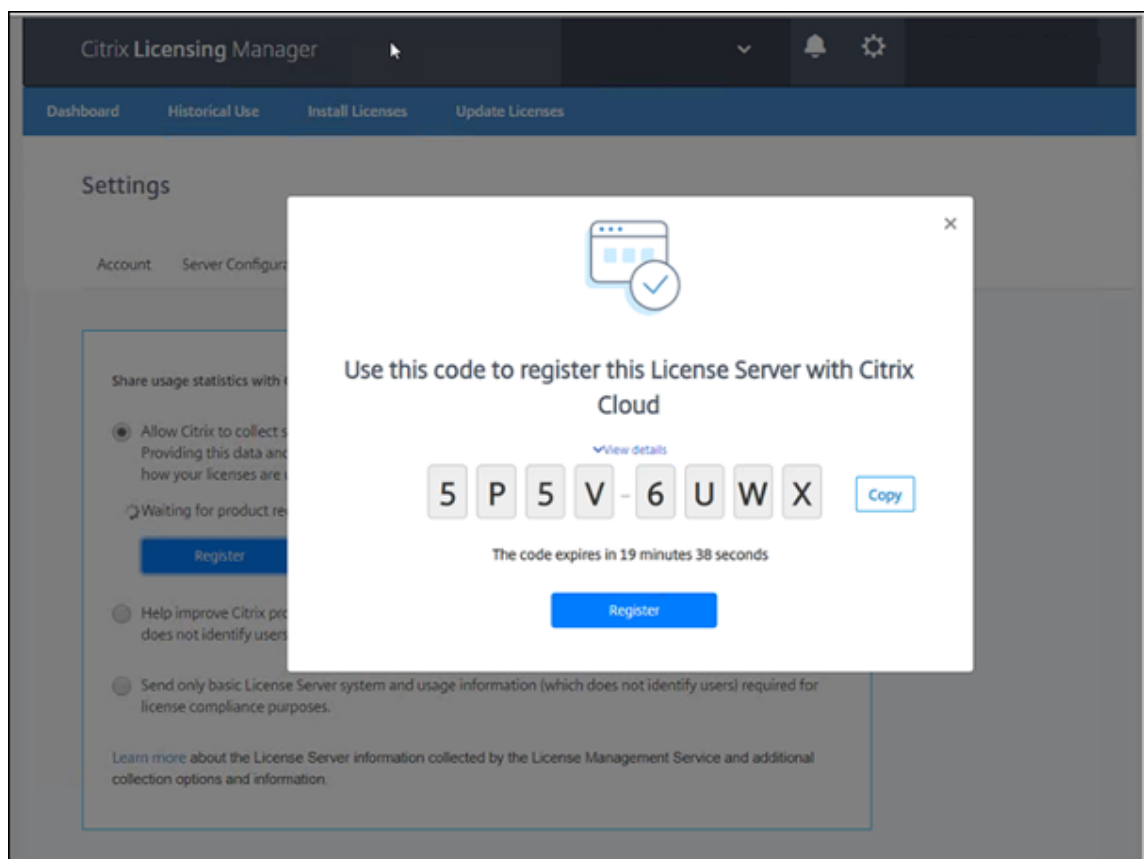 Citrix Licensing Manager
Dashboard Historical Use Install Licenses Update Licenses
Settings
Account Server
Share usage statistics with
Allow Citrix to collect
Providing this data and
how your licenses are
Waiting for product
Register
Help improve Citrix
does not identify users
Send only basic License Server system and usage information (which does not identify users) required for
license compliance purposes.
Learn more about the License Server information collected by the License Management Service and additional
collection options and information.
×
Use this code to register this License Server with Citrix
Cloud
View details
5 P 5 V - 6 U W X Copy
The code expires in 19 minutes 38 seconds
Register